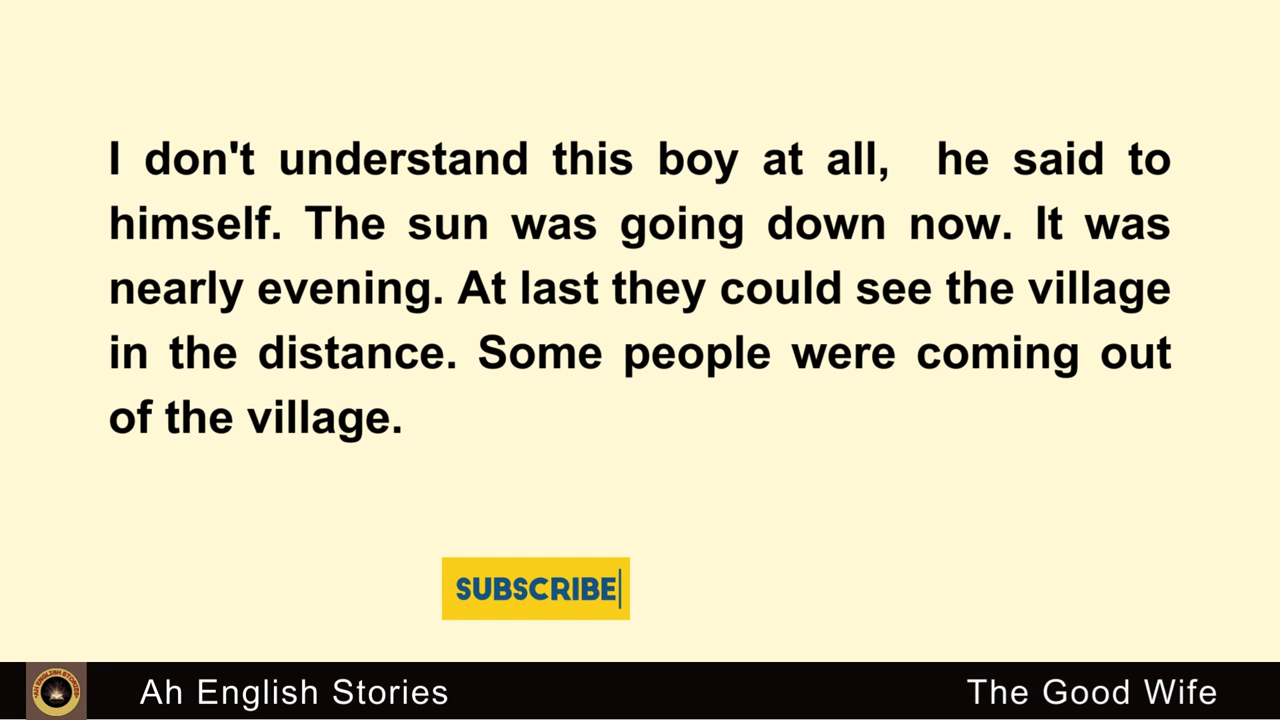 I don't understand this boy at all,  he said to
himself. The sun was going down now. It was
nearly evening. At last they could see the village
in the distance. Some people were coming out
of the village.
SUBSCRIBE
Ah English Stories
The Good Wife